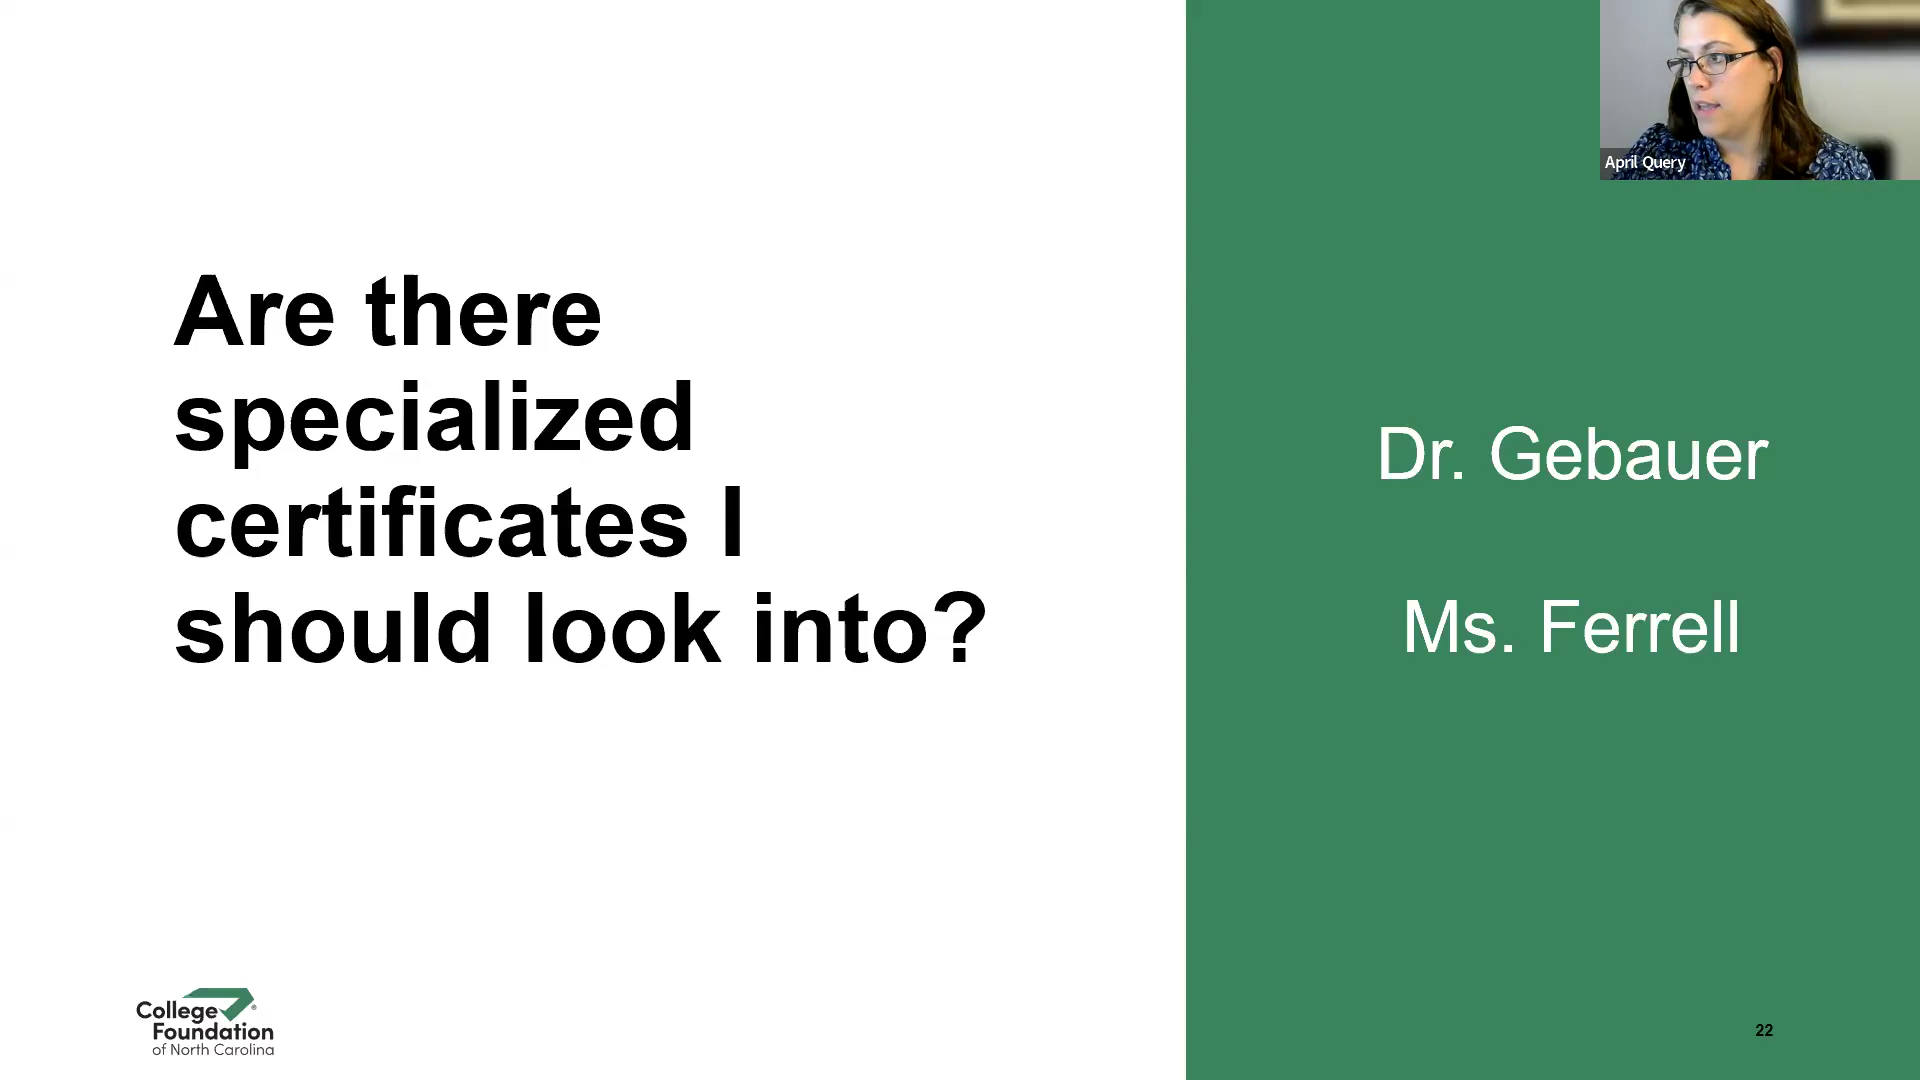 Are there
specialized
certificates I
should look into?
Dr. Gebauer
Ms. Ferrell
April Query
College
Foundation
of North Carolina
22